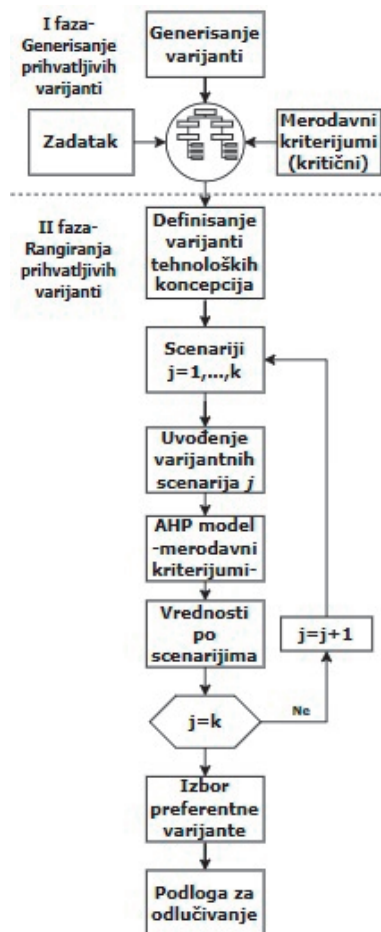 I faza-
Generisanje
prihvatljivih
varijanti
Generisanje
varijanti
Zadatak
Merodavni
kriterijumi
(kritični)
II faza-
Rangiranja
prihvatljivih
varijanti
Definisanje
varijanti
tehnoloških
koncepcija
Scenariji
j=1,...,k
Uvođenje
varijantnih
scenarija j
AHP model
-merodavni
kriterijumi-
Vrednosti
po
scenarijima
j=j+1
j=k
Ne
Izbor
preferentne
varijante
Podloga za
odlučivanje